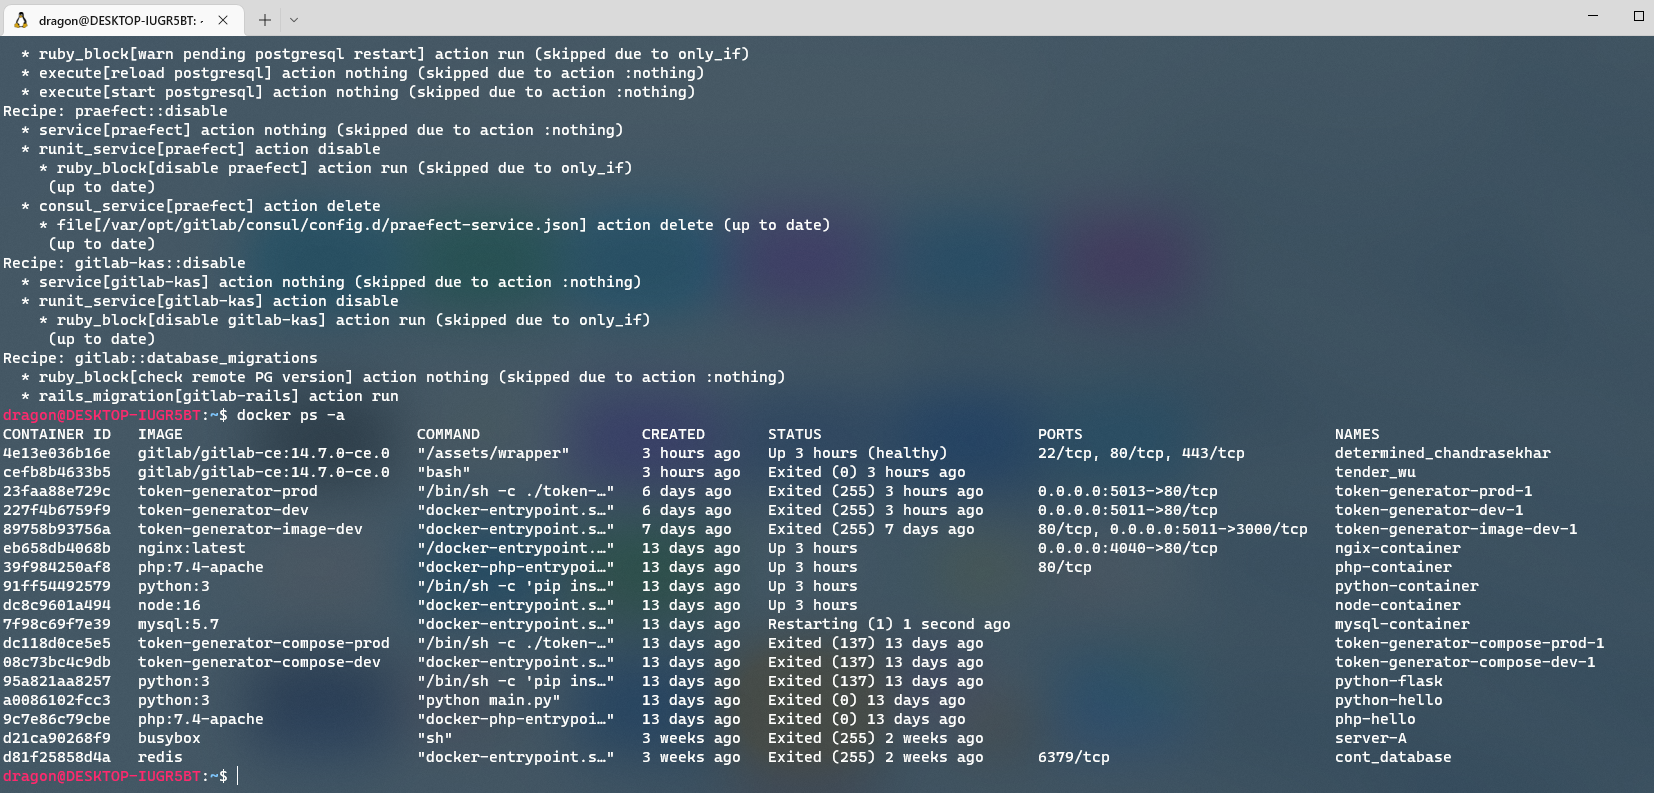 dragon@DESKTOP-IUGR5BT: -
* ruby_block[warn pending postgresql restart] action run (skipped due to only_if)
* execute[reload postgresql] action nothing (skipped due to action :nothing)
* execute[start postgresql] action nothing (skipped due to action :nothing)
Recipe: praefect::disable
* service[praefect] action nothing (skipped due to action :nothing)
* runit_service[praefect] action disable
* ruby_block[disable praefect] action run (skipped due to only_if)
(up to date)
* consul_service[praefect] action delete
* file[/var/opt/gitlab/consul/config.d/praefect-service.json] action delete (up to date)
(up to date)
Recipe: gitlab-kas::disable
* service[gitlab-kas] action nothing (skipped due to action :nothing)
* runit_service[gitlab-kas] action disable
* ruby_block[disable gitlab-kas] action run (skipped due to only_if)
(up to date)
Recipe: gitlab::database_migrations
* ruby_block[check remote PG version] action nothing (skipped due to action :nothing)
* rails_migration[gitlab-rails] action run
dragon@DESKTOP-IUGR5BT:~$ docker ps -a
CONTAINER ID IMAGE COMMAND CREATED STATUS PORTS NAMES
4e13e036b16e gitlab/gitlab-ce:14.7.0-ce.0 "/assets/wrapper" 3 hours ago Up 3 hours (healthy) 22/tcp, 80/tcp, 443/tcp determined_chandrasekhar
cefb8b4633b5 gitlab/gitlab-ce:14.7.0-ce.0 "bash" 3 hours ago Exited (0) 3 hours ago tender_wu
23faa88e729c token-generator-prod "/bin/sh -c ./token-…" 6 days ago Exited (255) 3 hours ago 0.0.0.0:5013->80/tcp token-generator-prod-1
227f4b6759f9 token-generator-dev "docker-entrypoint.s…" 6 days ago Exited (255) 3 hours ago 0.0.0.0:5011->80/tcp token-generator-dev-1
89758b93756a token-generator-image-dev "docker-entrypoint.s…" 7 days ago Exited (255) 7 days ago 80/tcp, 0.0.0.0:5011->3000/tcp token-generator-image-dev-1
eb658db4068b nginx:latest "/docker-entrypoint.…" 13 days ago Up 3 hours 0.0.0.0:4040->80/tcp ngix-container
39f984250af8 php:7.4-apache "docker-php-entrypoi…" 13 days ago Up 3 hours 80/tcp php-container
91ff54492579 python:3 "/bin/sh -c 'pip ins…" 13 days ago Up 3 hours python-container
dc8c9601a494 node:16 "docker-entrypoint.s…" 13 days ago Up 3 hours node-container
7f98c69f7e39 mysql:5.7 "docker-entrypoint.s…" 13 days ago Restarting (1) 1 second ago mysql-container
dc118d0ce5e5 token-generator-compose-prod "/bin/sh -c ./token-…" 13 days ago Exited (137) 13 days ago token-generator-compose-prod-1
08c73bc4c9db token-generator-compose-dev "docker-entrypoint.s…" 13 days ago Exited (137) 13 days ago token-generator-compose-dev-1
95a821aa8257 python:3 "/bin/sh -c 'pip ins…" 13 days ago Exited (137) 13 days ago python-flask
a0086102fcc3 python:3 "python main.py" 13 days ago Exited (0) 13 days ago python-hello
9c7e86c79cbe php:7.4-apache "docker-php-entrypoi…" 13 days ago Exited (0) 13 days ago php-hello
d21ca90268f9 busybox "sh" 3 weeks ago Exited (255) 2 weeks ago server-A
d81f25858d4a redis "docker-entrypoint.s…" 3 weeks ago Exited (255) 2 weeks ago 6379/tcp cont_database
dragon@DESKTOP-IUGR5BT:~$